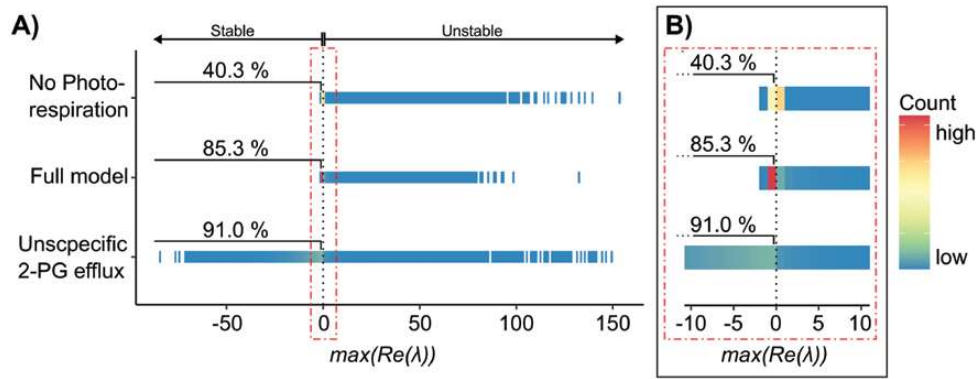 A)
Stable
Unstable
No Photo-
respiration
40.3 %
Full model
85.3 %
Unscpecific
2-PG efflux
91.0 %
-50
0
50
100
150
max(Re(λ))
B)
40.3 %
85.3 %
91.0 %
-10
-5
0
5
10
max(Re(λ))
Count
high
low